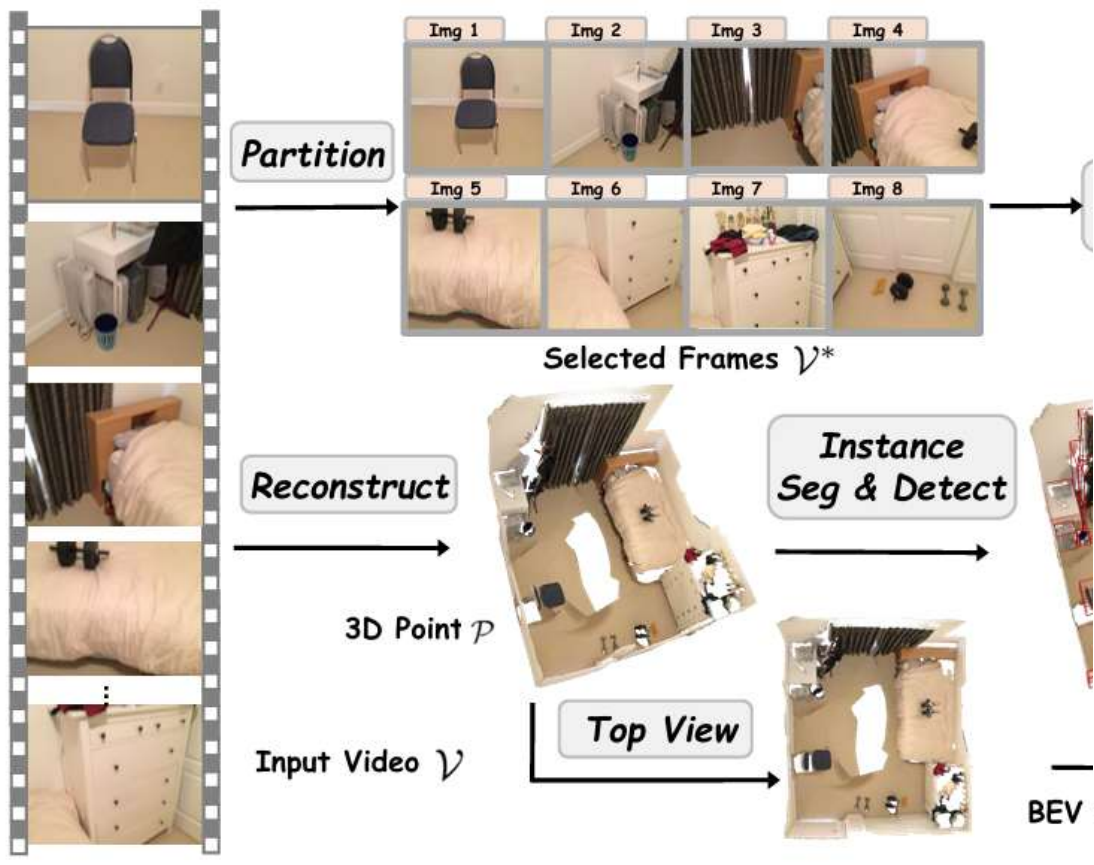 Img 1
Img 2
Img 3
Img 4
Partition
Img 5
Img 6
Img 7
Img 8
Selected Frames 𝒱*
Reconstruct
Instance
Seg & Detect
3D Point 𝒫
Top View
Input Video 𝒱
BEV